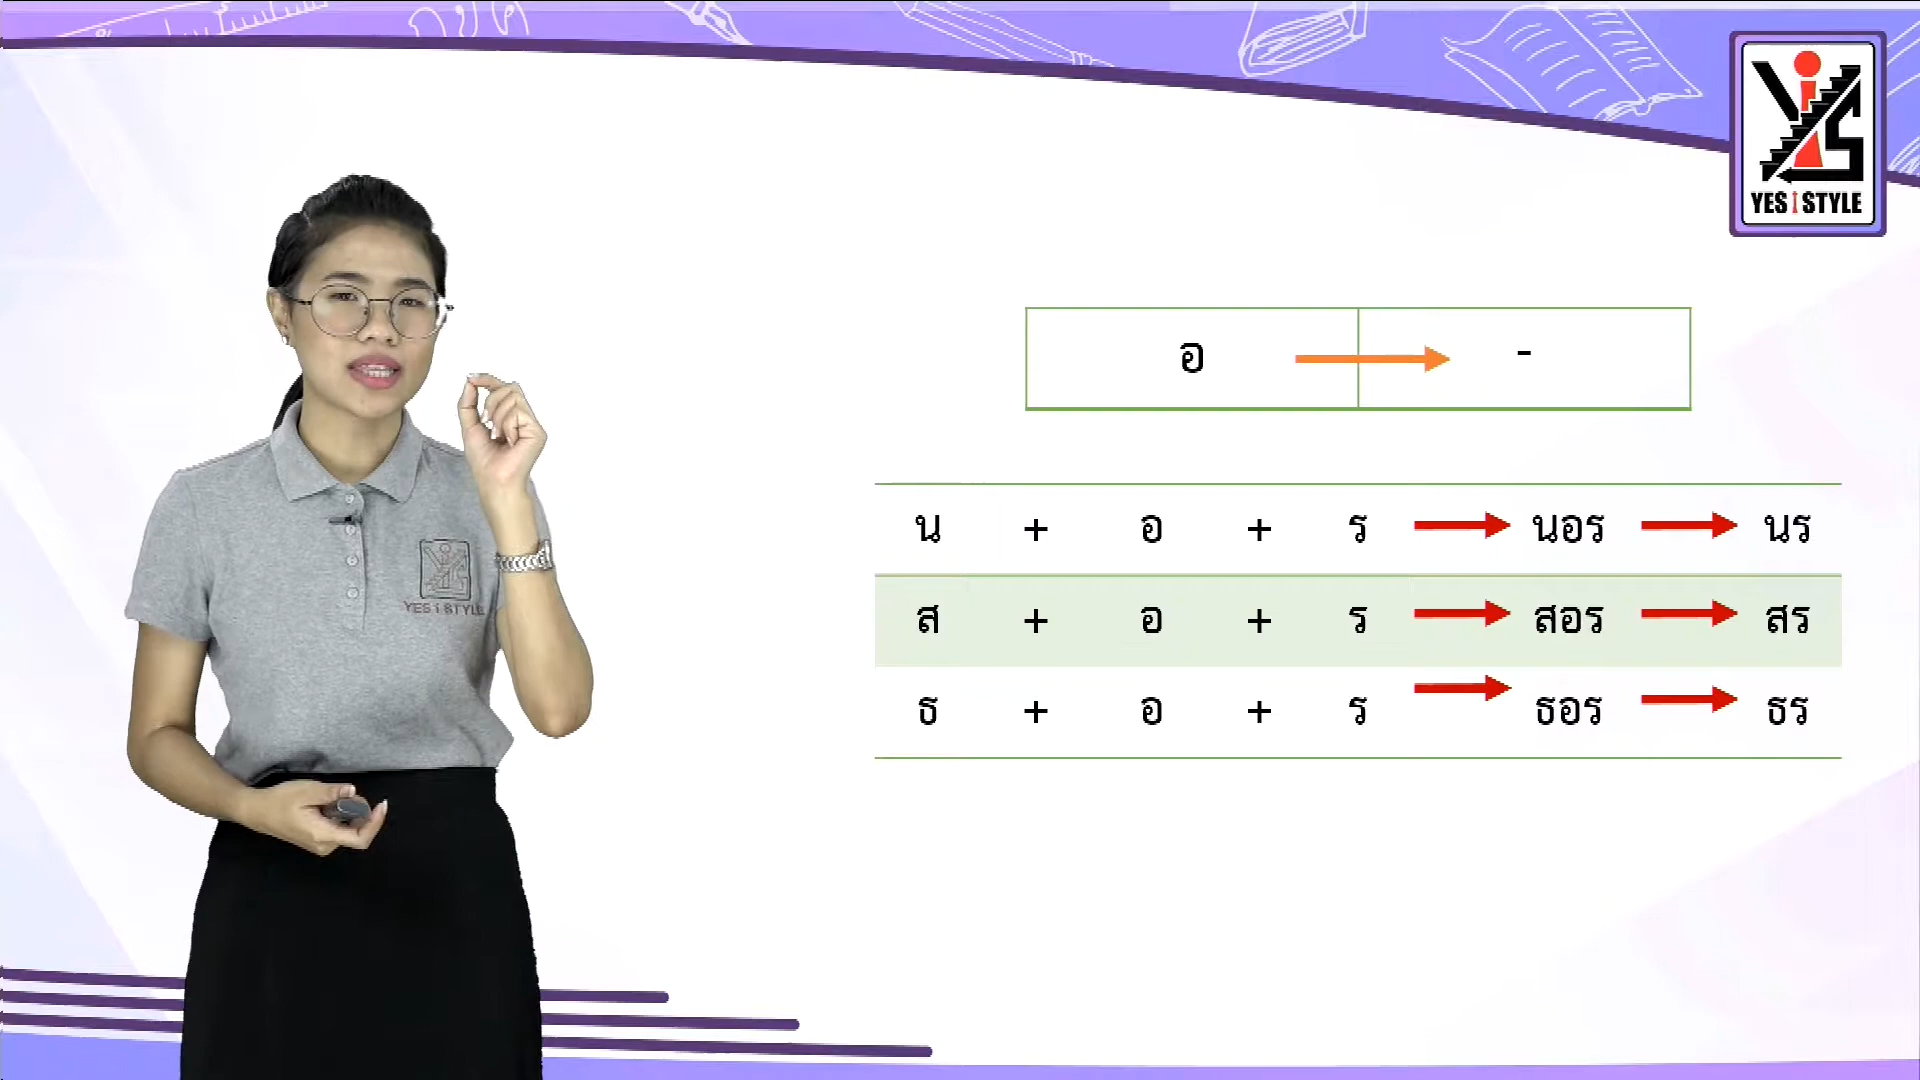 YES i STYLE
อ -
น + อ + ร นอร นร
ส + อ + ร สอร สร
ธ + อ + ร ธอร ธร
YES i STYLE